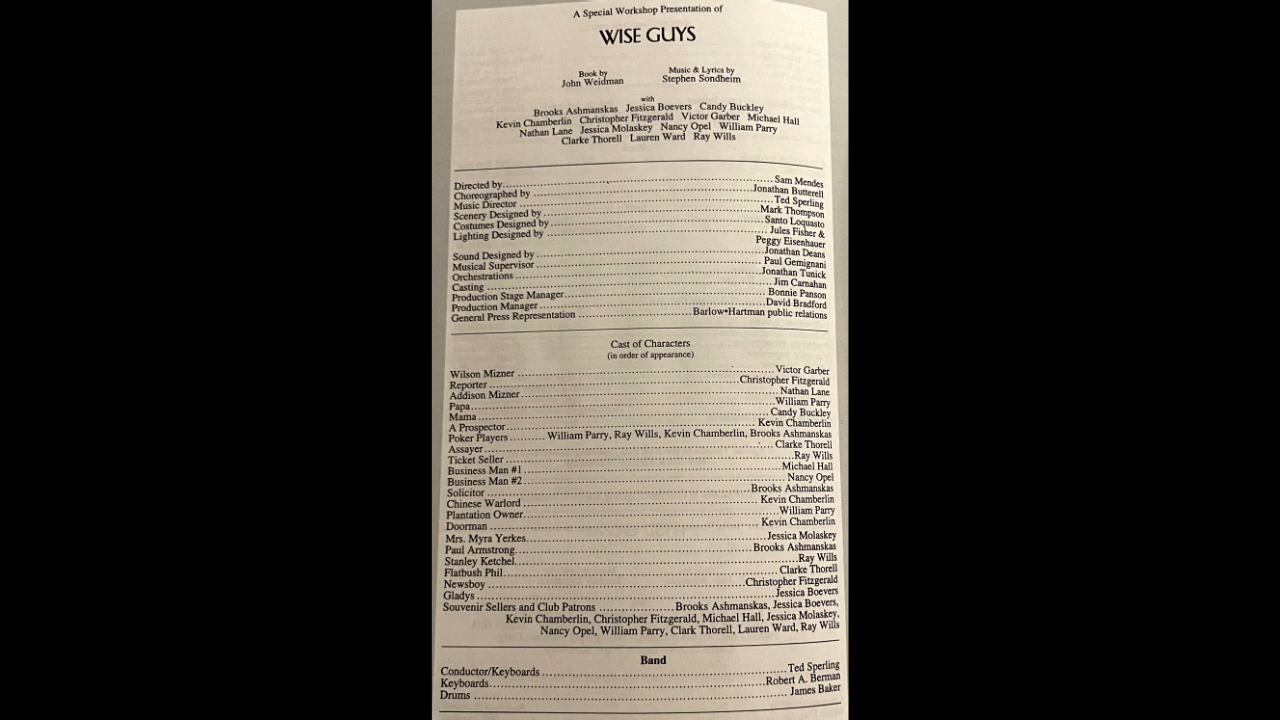 A Special Workshop Presentation of
WISE GUYS
Book by
John Weidman
Music & Lyrics by
Stephen Sondheim
with
Brooks Ashmanskas Jessica Boevers Candy Buckley
Kevin Chamberlin Christopher Fitzgerald Victor Garber Michael Hall
Nathan Lane Jessica Molaskey Nancy Opel William Parry
Clarke Thorell Lauren Ward Ray Wills
Directed by Sam Mendes
Choreographed by Jonathan Butterell
Music Director Ted Sperling
Scenery Designed by Mark Thompson
Costumes Designed by Santo Loquasto
Lighting Designed by Jules Fisher &
Peggy Eisenhauer
Sound Designed by Jonathan Deans
Musical Supervisor Paul Gemignani
Orchestrations Jonathan Tunick
Casting Jim Carnahan
Production Stage Manager Bonnie Panson
Production Manager David Bradford
General Press Representation Barlow•Hartman public relations
Cast of Characters
(in order of appearance)
Wilson Mizner Victor Garber
Reporter Christopher Fitzgerald
Addison Mizner Nathan Lane
Papa William Parry
Mama Candy Buckley
A Prospector Kevin Chamberlin
Poker Players William Parry, Ray Wills, Kevin Chamberlin, Brooks Ashmanskas
Assayer Clarke Thorell
Ticket Seller Ray Wills
Business Man #1 Michael Hall
Business Man #2 Nancy Opel
Solicitor Brooks Ashmanskas
Chinese Warlord Kevin Chamberlin
Plantation Owner William Parry
Doorman Kevin Chamberlin
Mrs. Myra Yerkes Jessica Molaskey
Paul Armstrong Brooks Ashmanskas
Stanley Ketchel Ray Wills
Flatbush Phil Clarke Thorell
Newsboy Christopher Fitzgerald
Gladys Jessica Boevers
Souvenir Sellers and Club Patrons Brooks Ashmanskas, Jessica Boevers,
Kevin Chamberlin, Christopher Fitzgerald, Michael Hall, Jessica Molaskey,
Nancy Opel, William Parry, Clark Thorell, Lauren Ward, Ray Wills
Band
Conductor/Keyboards Ted Sperling
Keyboards Robert A. Berman
Drums James Baker